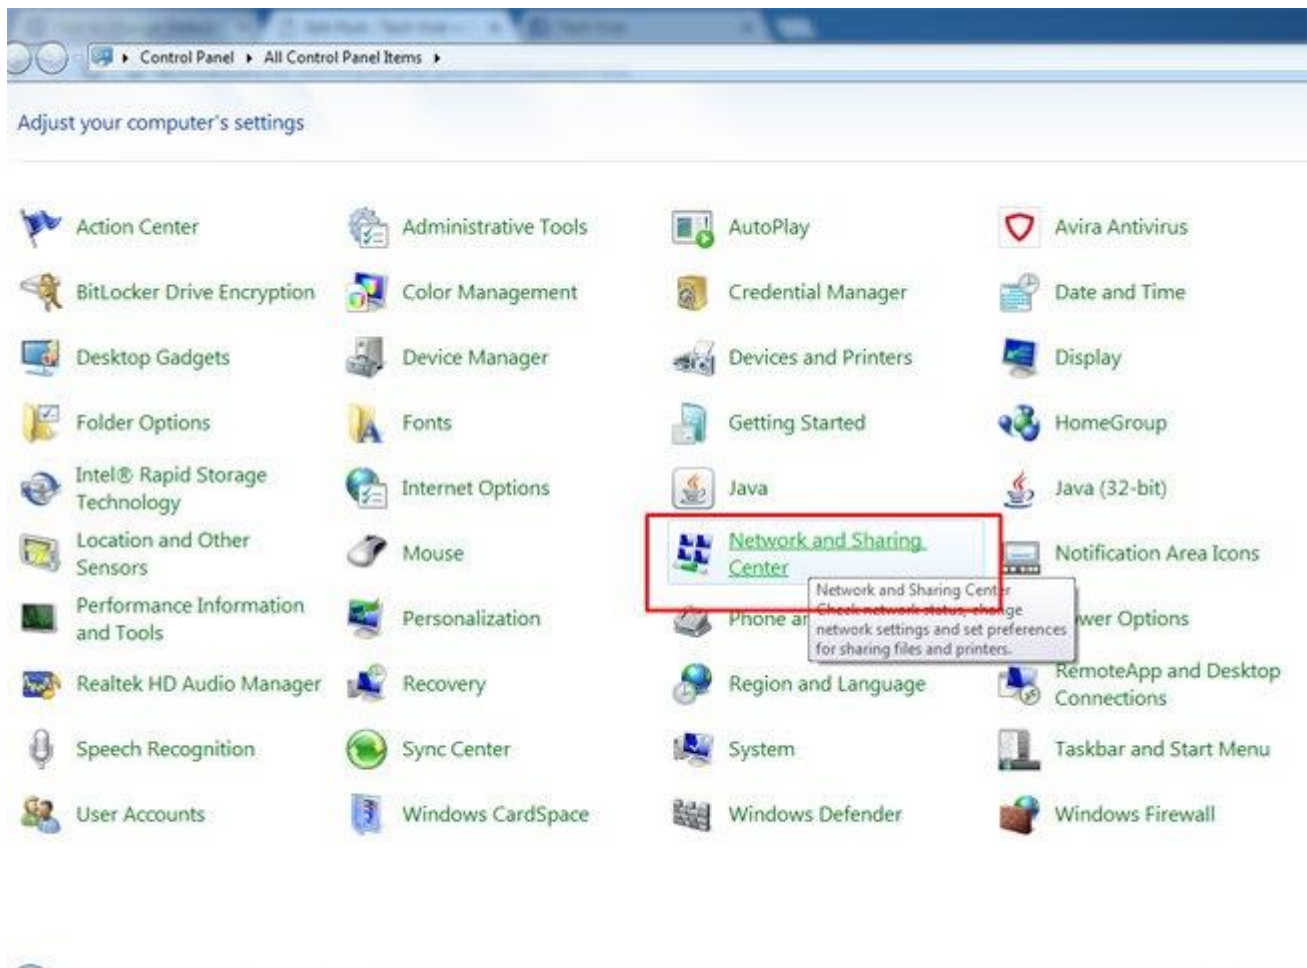 Control Panel ▸ All Control Panel Items ▸
Adjust your computer's settings
Action Center
Administrative Tools
AutoPlay
Avira Antivirus
BitLocker Drive Encryption
Color Management
Credential Manager
Date and Time
Desktop Gadgets
Device Manager
Devices and Printers
Display
Folder Options
Fonts
Getting Started
HomeGroup
Intel® Rapid Storage
Technology
Internet Options
Java
Java (32-bit)
Location and Other
Sensors
Mouse
Network and Sharing
Center
Notification Area Icons
Network and Sharing Center
Check network status, change
network settings and set preferences
for sharing files and printers.
Performance Information
and Tools
Personalization
Phone
Options
Realtek HD Audio Manager
Recovery
Region and Language
RemoteApp and Desktop
Connections
Speech Recognition
Sync Center
System
Taskbar and Start Menu
User Accounts
Windows CardSpace
Windows Defender
Windows Firewall